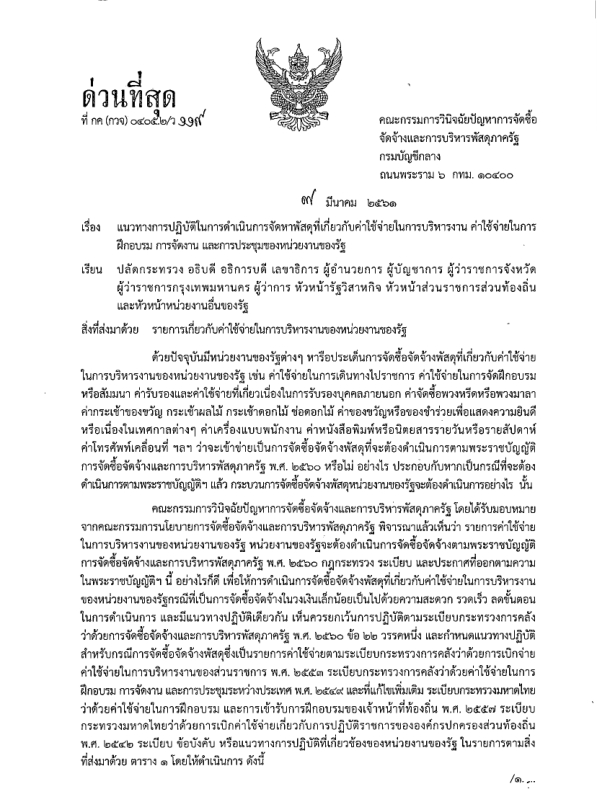 ด่วนที่สุด
ที่ กค (กวจ) ๐๔๐๕.๒/ว ๑๑๙
คณะกรรมการวินิจฉัยปัญหาการจัดซื้อ
จัดจ้างและการบริหารพัสดุภาครัฐ
กรมบัญชีกลาง
ถนนพระราม ๖ กทม. ๑๐๔๐๐
๗ มีนาคม ๒๕๖๑
เรื่อง แนวทางการปฏิบัติในการดำเนินการจัดหาพัสดุที่เกี่ยวกับค่าใช้จ่ายในการบริหารงาน ค่าใช้จ่ายในการ
ฝึกอบรม การจัดงาน และการประชุมของหน่วยงานของรัฐ
เรียน ปลัดกระทรวง อธิบดี อธิการบดี เลขาธิการ ผู้อำนวยการ ผู้บัญชาการ ผู้ว่าราชการจังหวัด
ผู้ว่าราชการกรุงเทพมหานคร ผู้ว่าการ หัวหน้ารัฐวิสาหกิจ หัวหน้าส่วนราชการส่วนท้องถิ่น
และหัวหน้าหน่วยงานอื่นของรัฐ
สิ่งที่ส่งมาด้วย รายการเกี่ยวกับค่าใช้จ่ายในการบริหารงานของหน่วยงานของรัฐ
ด้วยปัจจุบันมีหน่วยงานของรัฐต่างๆ หารือประเด็นการจัดซื้อจัดจ้างพัสดุที่เกี่ยวกับค่าใช้จ่าย
ในการบริหารงานของหน่วยงานของรัฐ เช่น ค่าใช้จ่ายในการเดินทางไปราชการ ค่าใช้จ่ายในการจัดฝึกอบรม
หรือสัมมนา ค่ารับรองและค่าใช้จ่ายที่เกี่ยวเนื่องในการรับรองบุคคลภายนอก ค่าจัดซื้อพวงหรีดหรือพวงมาลา
ค่ากระเช้าของขวัญ กระเช้าผลไม้ กระเช้าดอกไม้ ช่อดอกไม้ ค่าของขวัญหรือของชำร่วยเพื่อแสดงความยินดี
หรือเนื่องในเทศกาลต่างๆ ค่าเครื่องแบบพนักงาน ค่าหนังสือพิมพ์หรือนิตยสารรายวันหรือรายสัปดาห์
ค่าโทรศัพท์เคลื่อนที่ ฯลฯ ว่าจะเข้าข่ายเป็นการจัดซื้อจัดจ้างพัสดุที่จะต้องดำเนินการตามพระราชบัญญัติ
การจัดซื้อจัดจ้างและการบริหารพัสดุภาครัฐ พ.ศ. ๒๕๖๐ หรือไม่ อย่างไร ประกอบกับหากเป็นกรณีที่จะต้อง
ดำเนินการตามพระราชบัญญัติฯ แล้ว กระบวนการจัดซื้อจัดจ้างพัสดุหน่วยงานของรัฐจะต้องดำเนินการอย่างไร นั้น
คณะกรรมการวินิจฉัยปัญหาการจัดซื้อจัดจ้างและการบริหารพัสดุภาครัฐ โดยได้รับมอบหมาย
จากคณะกรรมการนโยบายการจัดซื้อจัดจ้างและการบริหารพัสดุภาครัฐ พิจารณาแล้วเห็นว่า รายการค่าใช้จ่าย
ในการบริหารงานของหน่วยงานของรัฐ หน่วยงานของรัฐจะต้องดำเนินการจัดซื้อจัดจ้างตามพระราชบัญญัติ
การจัดซื้อจัดจ้างและการบริหารพัสดุภาครัฐ พ.ศ. ๒๕๖๐ กฎกระทรวง ระเบียบ และประกาศที่ออกตามความ
ในพระราชบัญญัติฯ นี้ อย่างไรก็ดี เพื่อให้การดำเนินการจัดซื้อจัดจ้างพัสดุที่เกี่ยวกับค่าใช้จ่ายในการบริหารงาน
ของหน่วยงานของรัฐกรณีที่เป็นการจัดซื้อจัดจ้างในวงเงินเล็กน้อยเป็นไปด้วยความสะดวก รวดเร็ว ลดขั้นตอน
ในการดำเนินการ และมีแนวทางปฏิบัติเดียวกัน เห็นควรยกเว้นการปฏิบัติตามระเบียบกระทรวงการคลัง
ว่าด้วยการจัดซื้อจัดจ้างและการบริหารพัสดุภาครัฐ พ.ศ. ๒๕๖๐ ข้อ ๒๒ วรรคหนึ่ง และกำหนดแนวทางปฏิบัติ
สำหรับกรณีการจัดซื้อจัดจ้างพัสดุซึ่งเป็นรายการค่าใช้จ่ายตามระเบียบกระทรวงการคลังว่าด้วยการเบิกจ่าย
ค่าใช้จ่ายในการบริหารงานของส่วนราชการ พ.ศ. ๒๕๕๓ ระเบียบกระทรวงการคลังว่าด้วยค่าใช้จ่ายในการ
ฝึกอบรม การจัดงาน และการประชุมระหว่างประเทศ พ.ศ. ๒๕๔๙ และที่แก้ไขเพิ่มเติม ระเบียบกระทรวงมหาดไทย
ว่าด้วยค่าใช้จ่ายในการฝึกอบรม และการเข้ารับการฝึกอบรมของเจ้าหน้าที่ท้องถิ่น พ.ศ. ๒๕๕๗ ระเบียบ
กระทรวงมหาดไทยว่าด้วยการเบิกค่าใช้จ่ายเกี่ยวกับการปฏิบัติราชการขององค์กรปกครองส่วนท้องถิ่น
พ.ศ. ๒๕๔๒ ระเบียบ ข้อบังคับ หรือแนวทางการปฏิบัติที่เกี่ยวข้องของหน่วยงานของรัฐ ในรายการตามสิ่ง
ที่ส่งมาด้วย ตาราง ๑ โดยให้ดำเนินการ ดังนี้
/๑. ...